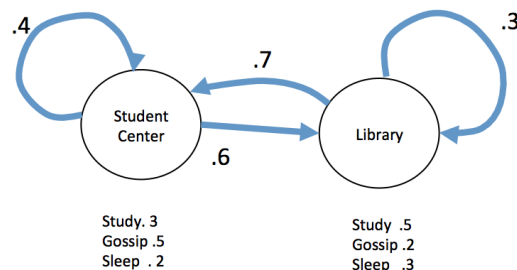 .4
.3
.7
Student
Center
Library
.6
Study. 3
Gossip .5
Sleep . 2
Study .5
Gossip .2
Sleep .3